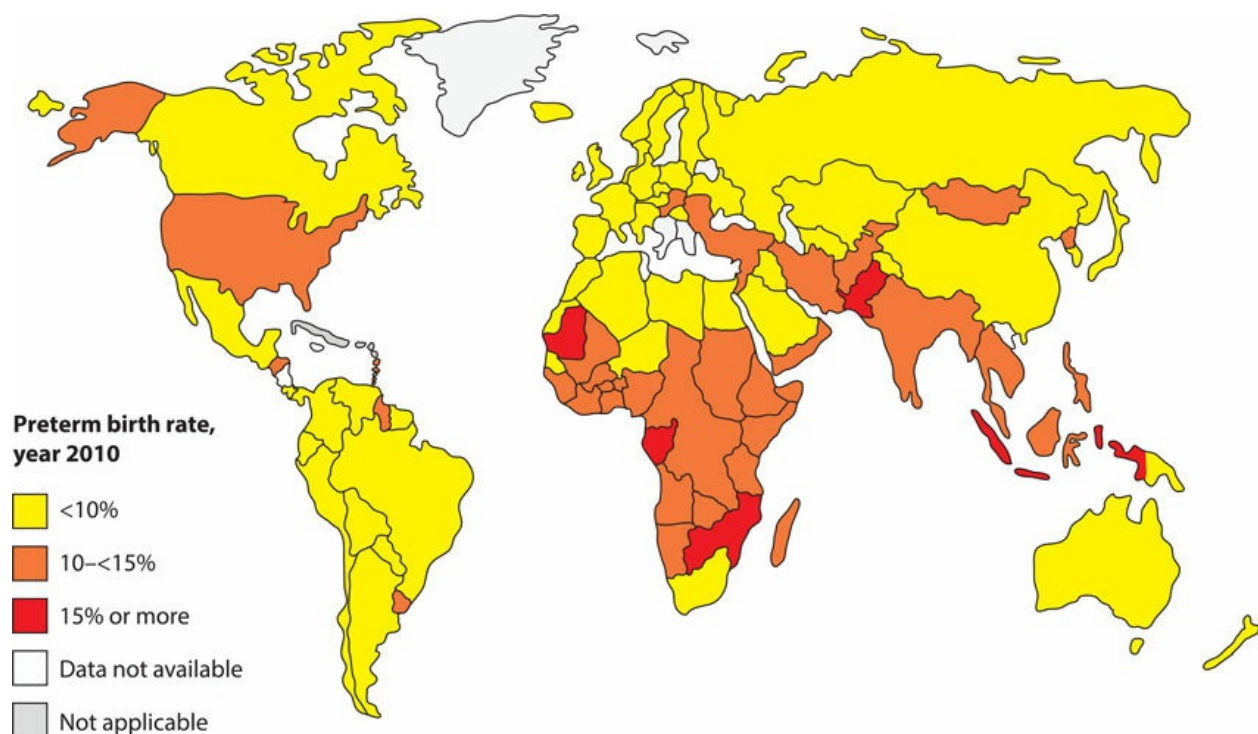 Preterm birth rate,
year 2010
<10%
10–<15%
15% or more
Data not available
Not applicable